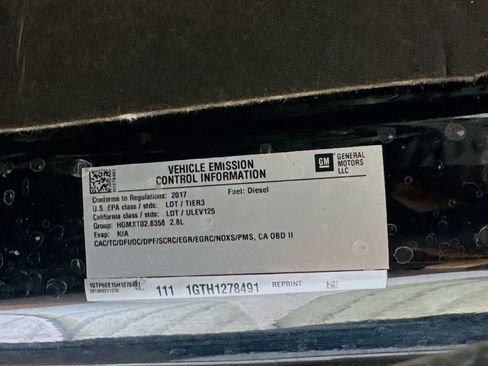 VEHICLE EMISSION
CONTROL INFORMATION
GM
GENERAL
MOTORS
LLC
Conforms to Regulations: 2017
Fuel: Diesel
U.S. EPA class / stds: LDT / TIER3
California class / stds: LDT / ULEV125
Group: HGMXT02.8358 2.8L
Evap: N/A
CAC/TC/DFI/OC/DPF/SCRC/EGR/EGRC/NOXS/PMS, CA OBD II
1GTP6EE16H1278491
111 1GTH1278491 REPRINT